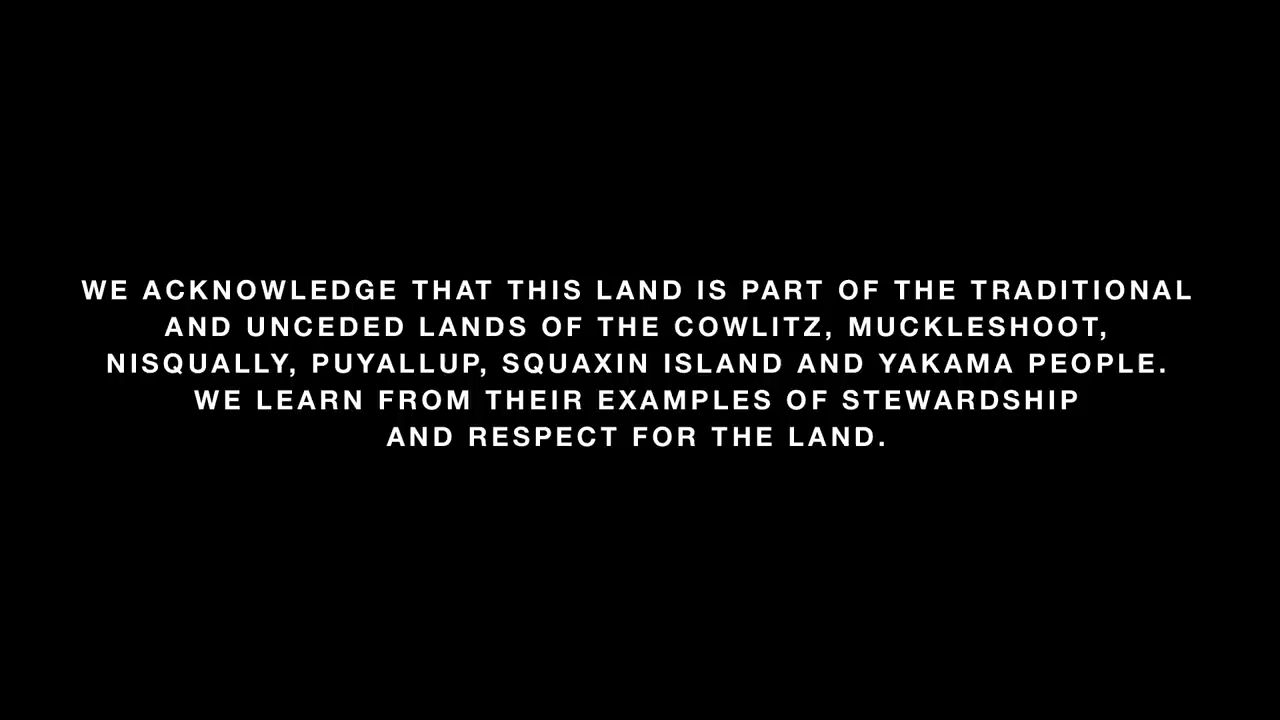 WE ACKNOWLEDGE THAT THIS LAND IS PART OF THE TRADITIONAL
AND UNCEDED LANDS OF THE COWLITZ, MUCKLESHOOT,
NISQUALLY, PUYALLUP, SQUAXIN ISLAND AND YAKAMA PEOPLE.
WE LEARN FROM THEIR EXAMPLES OF STEWARDSHIP
AND RESPECT FOR THE LAND.